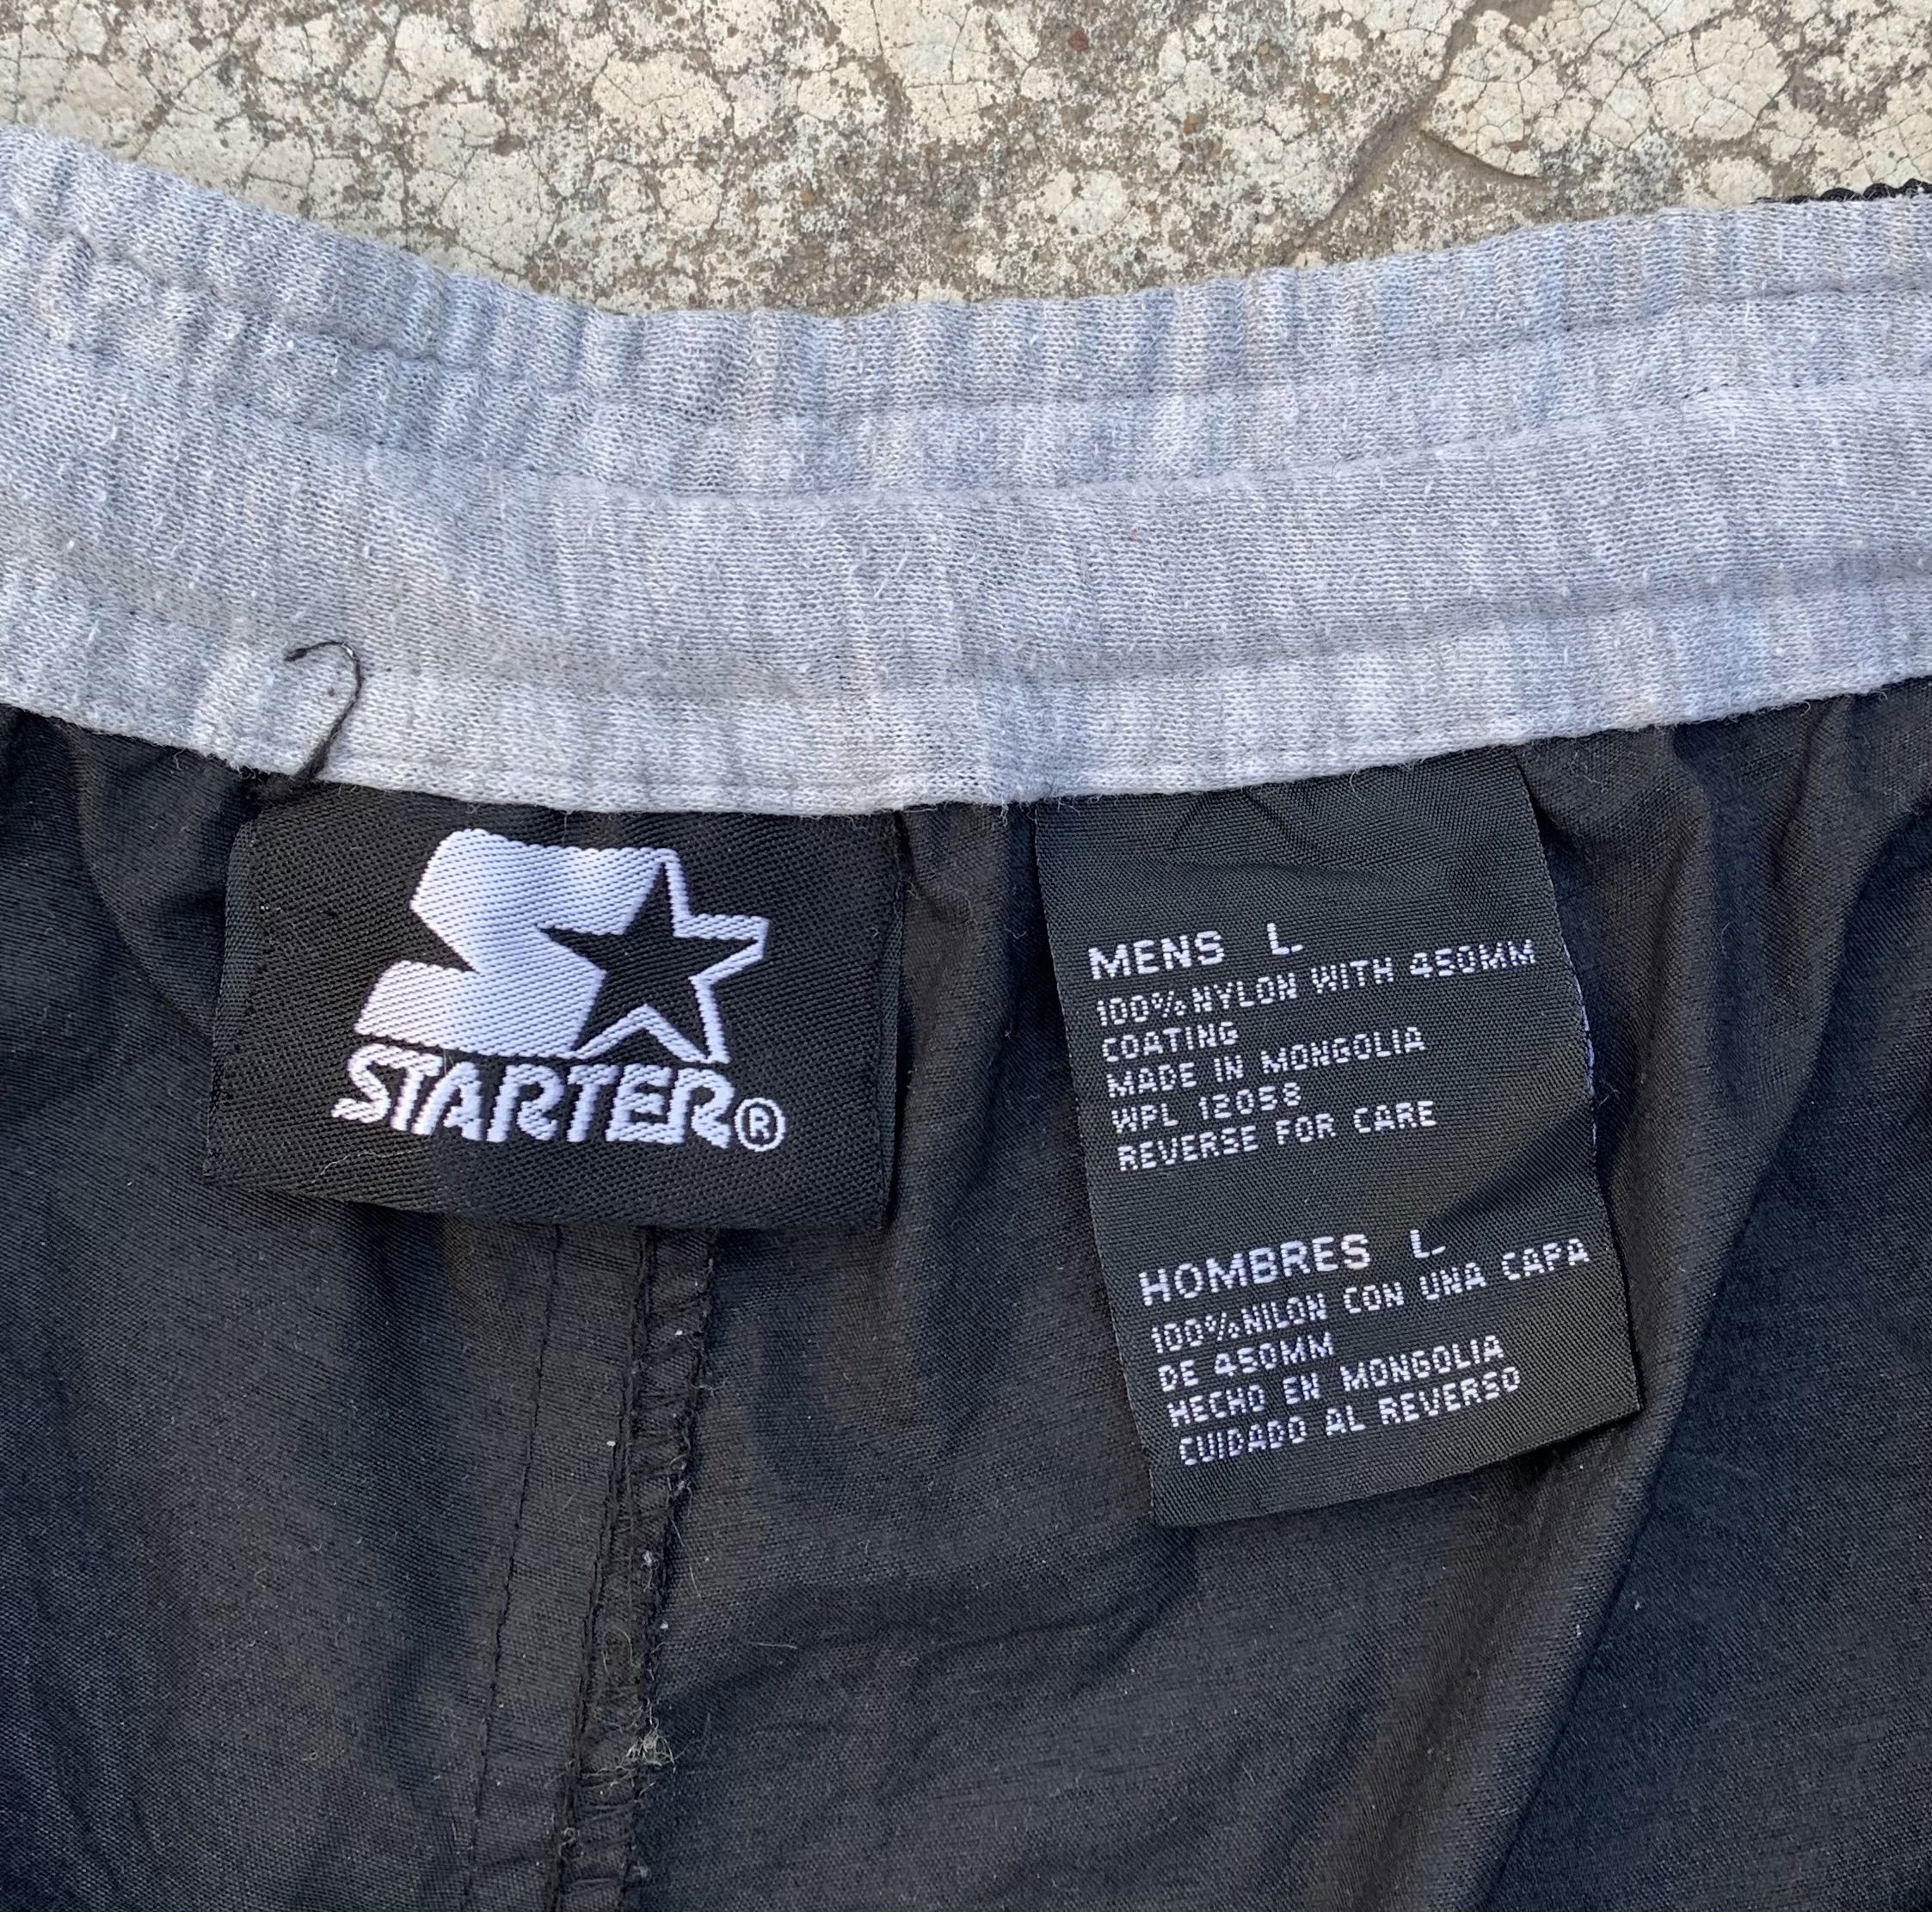 STARTER®
MENS L.
100% NYLON WITH 450MM
COATING
MADE IN MONGOLIA
WPL 12058
REVERSE FOR CARE
HOMBRES L.
100% NILON CON UNA CAPA
DE 450MM
HECHO EN MONGOLIA
CUIDADO AL REVERSO